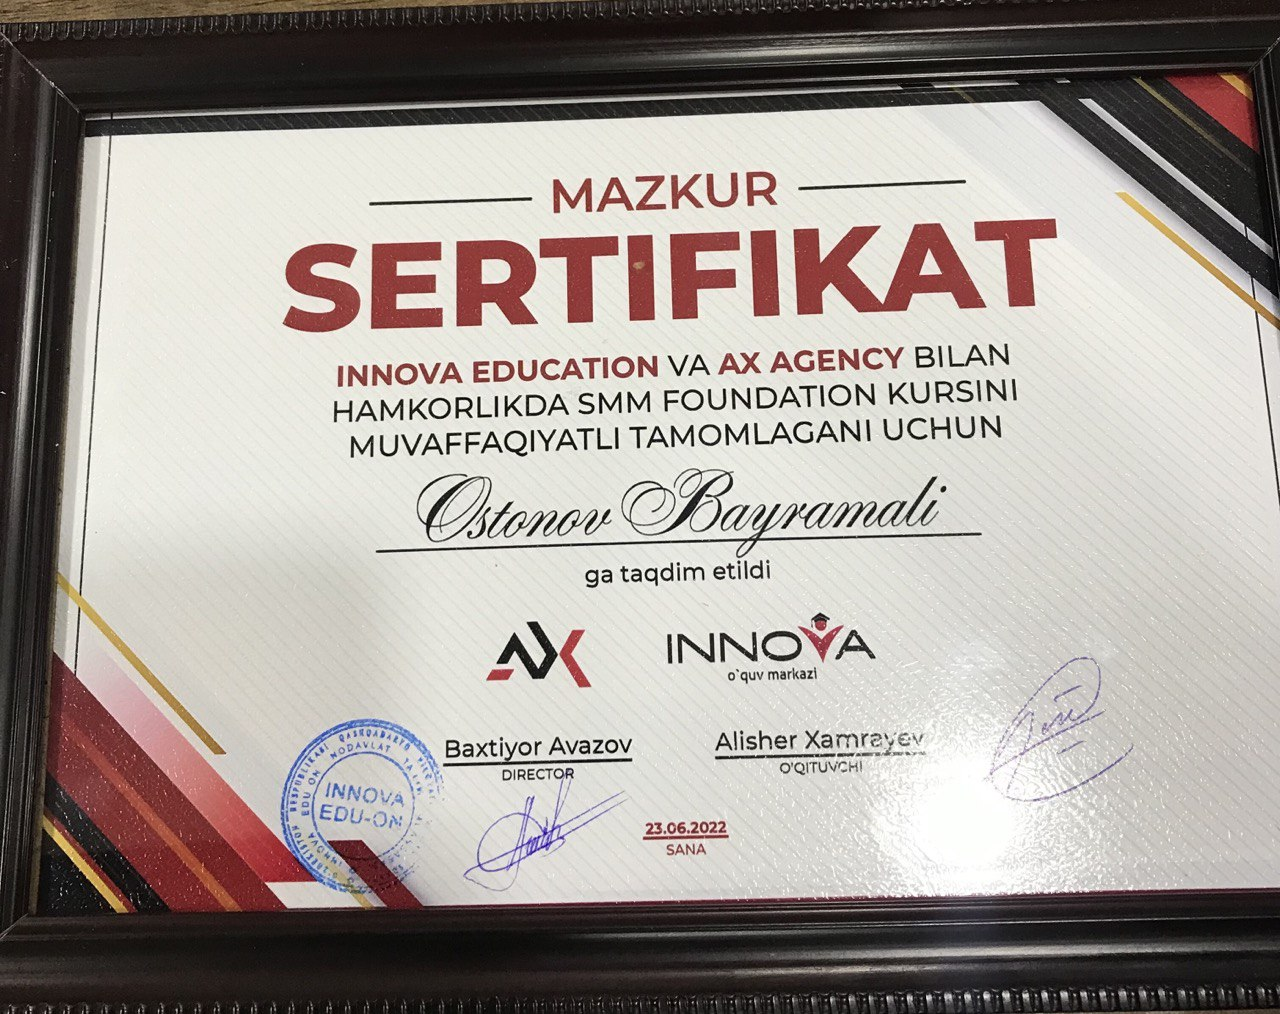 MAZKUR
SERTIFIKAT
INNOVA EDUCATION VA AX AGENCY BILAN
HAMKORLIKDA SMM FOUNDATION KURSINI
MUVAFFAQIYATLI TAMOMLAGANI UCHUN
Ostonov Bayramali
ga taqdim etildi
AX
INNOVA
o`quv markazi
Baxtiyor Avazov
DIRECTOR
Alisher Xamrayev
O'QITUVCHI
23.06.2022
SANA
INNOVA
EDU-ON
NODAVLAT